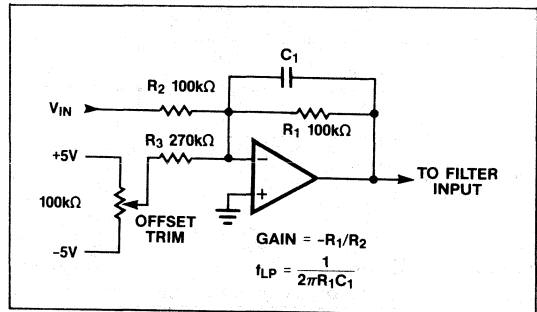 C1
R2 100kΩ
VIN
R1 100kΩ
R3 270kΩ
+5V
−
+
TO FILTER
INPUT
100kΩ
OFFSET
TRIM
−5V
GAIN = -R1/R2
fLP = 1
2πR1C1